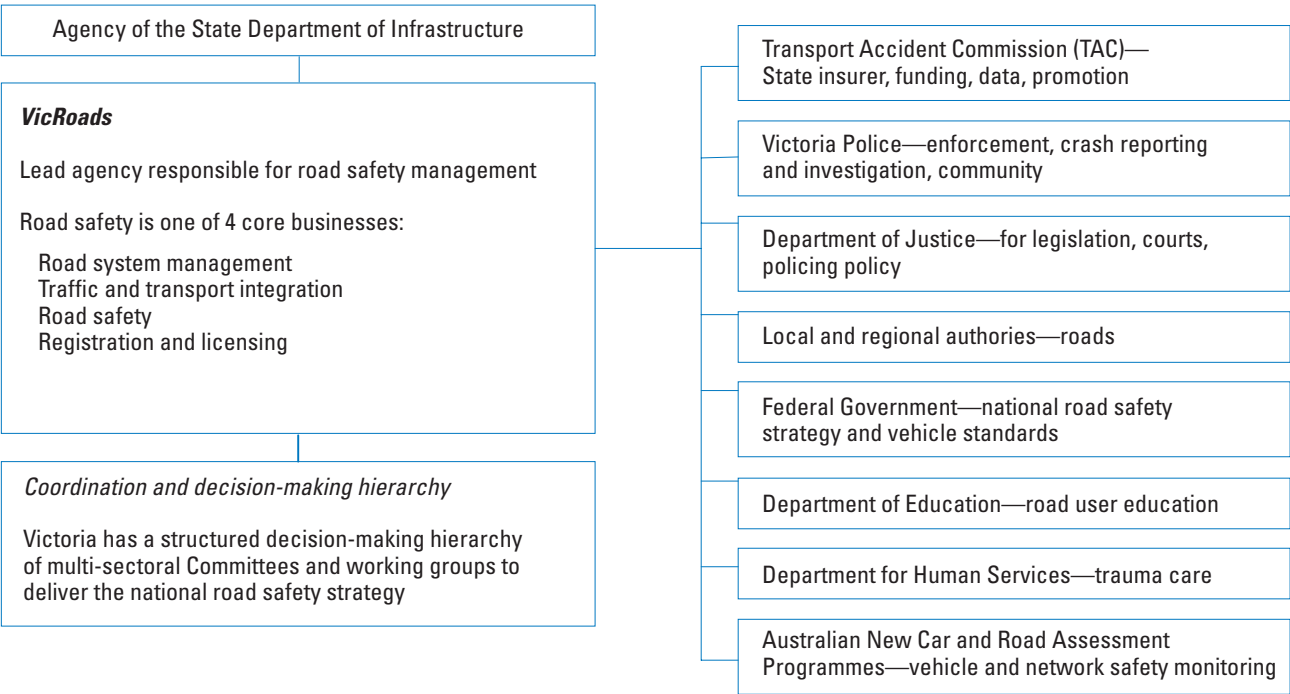 Agency of the State Department of Infrastructure
VicRoads
Lead agency responsible for road safety management
Road safety is one of 4 core businesses:
Road system management
Traffic and transport integration
Road safety
Registration and licensing
Coordination and decision-making hierarchy
Victoria has a structured decision-making hierarchy
of multi-sectoral Committees and working groups to
deliver the national road safety strategy
Transport Accident Commission (TAC)—
State insurer, funding, data, promotion
Victoria Police—enforcement, crash reporting
and investigation, community
Department of Justice—for legislation, courts,
policing policy
Local and regional authories—roads
Federal Government—national road safety
strategy and vehicle standards
Department of Education—road user education
Department for Human Services—trauma care
Australian New Car and Road Assessment
Programmes—vehicle and network safety monitoring